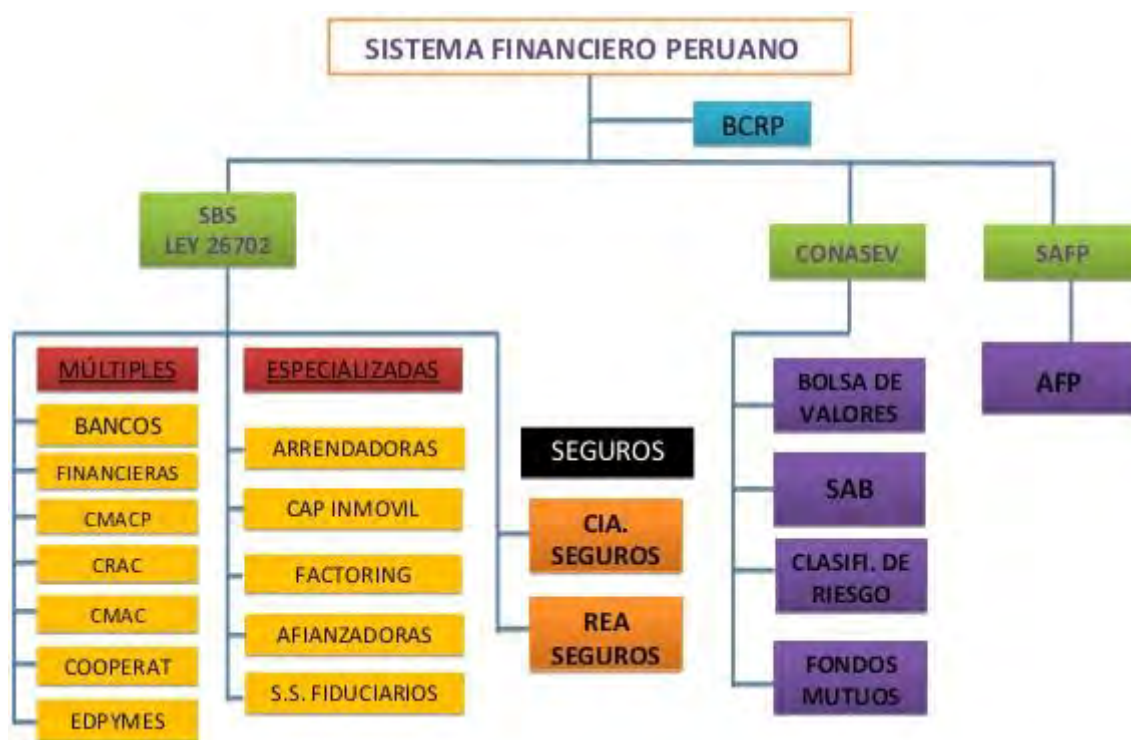 SISTEMA FINANCIERO PERUANO
BCRP
SBS
LEY 26702
CONASEV
SAFP
MÚLTIPLES
BANCOS
FINANCIERAS
CMACP
CRAC
CMAC
COOPERAT
EDPYMES
ESPECIALIZADAS
ARRENDADORAS
CAP INMOVIL
FACTORING
AFIANZADORAS
S.S. FIDUCIARIOS
SEGUROS
CIA.
SEGUROS
REA
SEGUROS
BOLSA DE
VALORES
SAB
CLASIFI. DE
RIESGO
FONDOS
MUTUOS
AFP